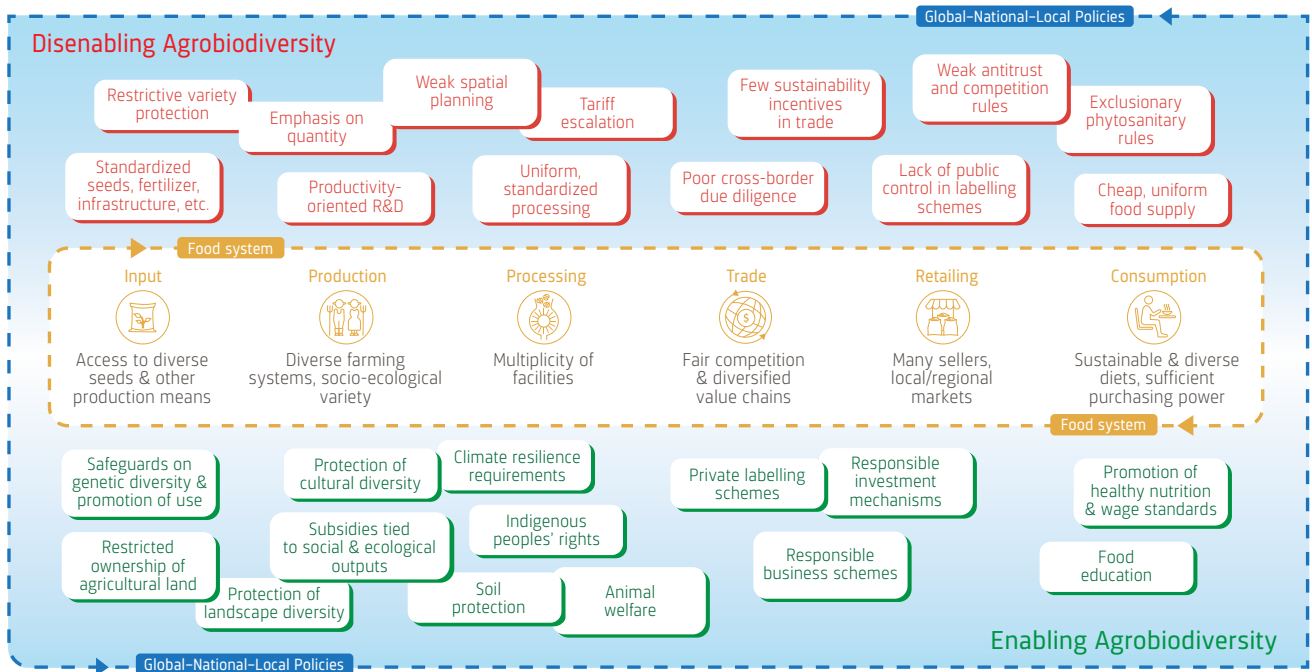 Global–National–Local Policies
Disenabling Agrobiodiversity
Restrictive variety
protection
Emphasis on
quantity
Weak spatial
planning
Tariff
escalation
Few sustainability
incentives
in trade
Weak antitrust
and competition
rules
Exclusionary
phytosanitary
rules
Standardized
seeds, fertilizer,
infrastructure, etc.
Productivity-
oriented R&D
Uniform,
standardized
processing
Poor cross-border
due diligence
Lack of public
control in labelling
schemes
Cheap, uniform
food supply
Food system
Input
Access to diverse
seeds & other
production means
Production
Diverse farming
systems, socio-ecological
variety
Processing
Multiplicity of
facilities
Trade
$
Fair competition
& diversified
value chains
Retailing
Many sellers,
local/regional
markets
Consumption
Sustainable & diverse
diets, sufficient
purchasing power
Food system
Safeguards on
genetic diversity &
promotion of use
Protection of
cultural diversity
Climate resilience
requirements
Private labelling
schemes
Responsible
investment
mechanisms
Promotion of
healthy nutrition
& wage standards
Restricted
ownership of
agricultural land
Subsidies tied
to social & ecological
outputs
Indigenous
peoples' rights
Responsible
business schemes
Food
education
Protection of
landscape diversity
Soil
protection
Animal
welfare
Enabling Agrobiodiversity
Global–National–Local Policies